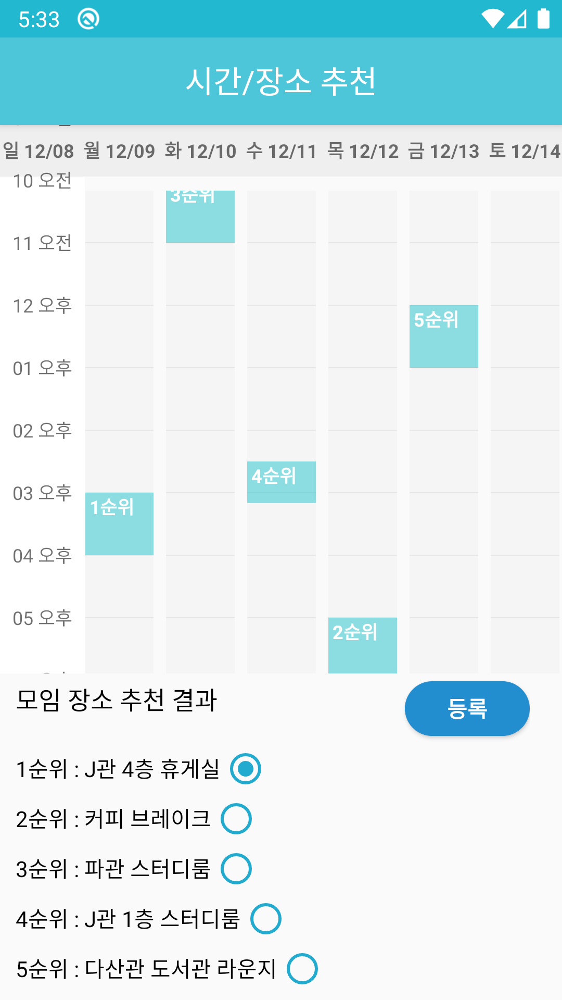 5:33
시간/장소 추천
일 12/08 월 12/09 화 12/10 수 12/11 목 12/12 금 12/13 토 12/14
10 오전
3순위
11 오전
12 오후
5순위
01 오후
02 오후
4순위
03 오후
1순위
04 오후
05 오후
2순위
모임 장소 추천 결과
등록
1순위 : J관 4층 휴게실
2순위 : 커피 브레이크
3순위 : 파관 스터디룸
4순위 : J관 1층 스터디룸
5순위 : 다산관 도서관 라운지